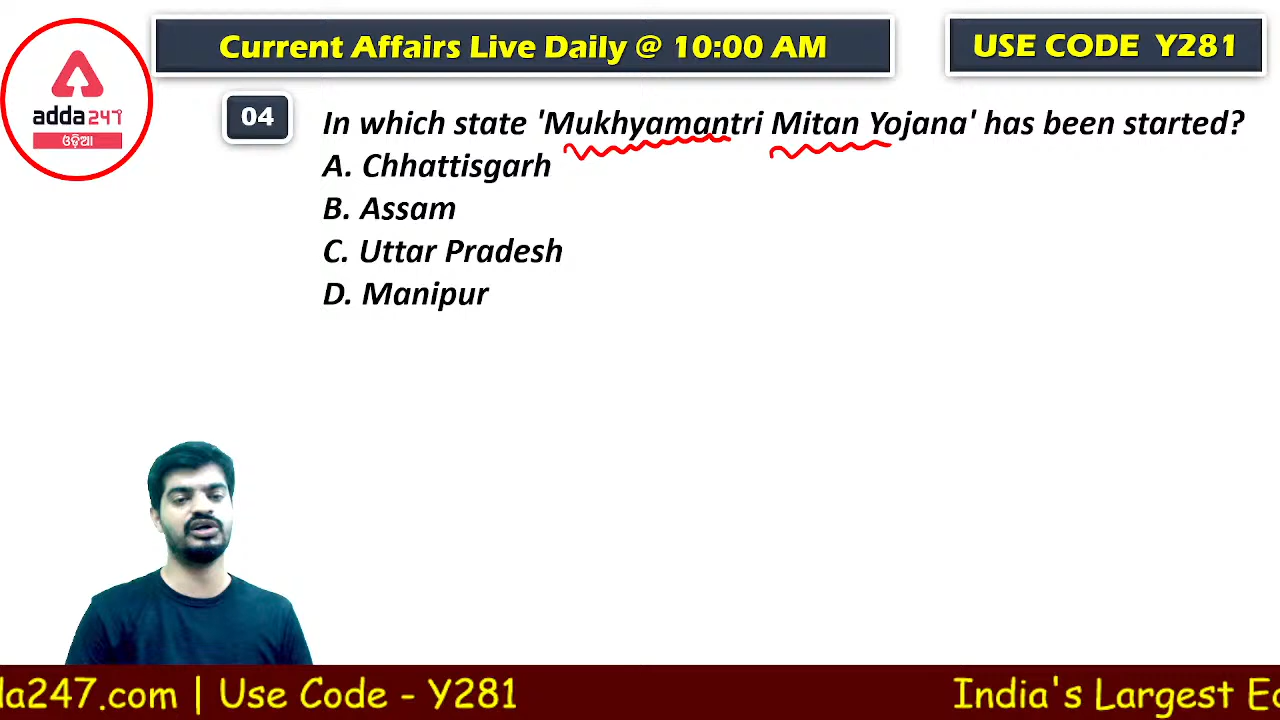 Current Affairs Live Daily @ 10:00 AM
USE CODE Y281
adda247
ଓଡ଼ିଆ
04
In which state 'Mukhyamantri Mitan Yojana' has been started?
A. Chhattisgarh
B. Assam
C. Uttar Pradesh
D. Manipur
da247.com | Use Code - Y281
India's Largest Ed